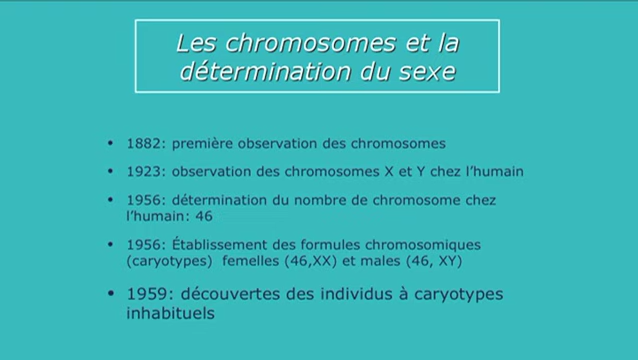 Les chromosomes et la
détermination du sexe
• 1882: première observation des chromosomes
• 1923: observation des chromosomes X et Y chez l’humain
• 1956: détermination du nombre de chromosome chez
l’humain: 46
• 1956: Établissement des formules chromosomiques
(caryotypes) femelles (46,XX) et males (46, XY)
• 1959: découvertes des individus à caryotypes
inhabituels